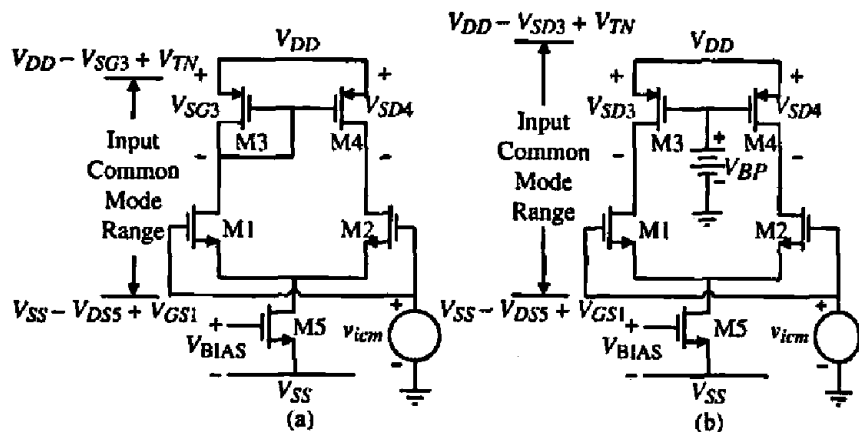 V_DD − V_SG3 + V_TN
V_DD
+
+
V_SG3
V_SD4
M3
M4
−
−
Input
Common
Mode
Range
M1
M2
V_SS − V_DS5 + V_GS1
+
M5
V_BIAS
+
v_icm
−
−
V_SS
(a)
V_DD − V_SD3 + V_TN
V_DD
+
+
V_SD3
V_SD4
M3
M4
−
−
+
V_BP
−
Input
Common
Mode
Range
M1
M2
V_SS − V_DS5 + V_GS1
+
M5
V_BIAS
+
v_icm
−
−
V_SS
(b)